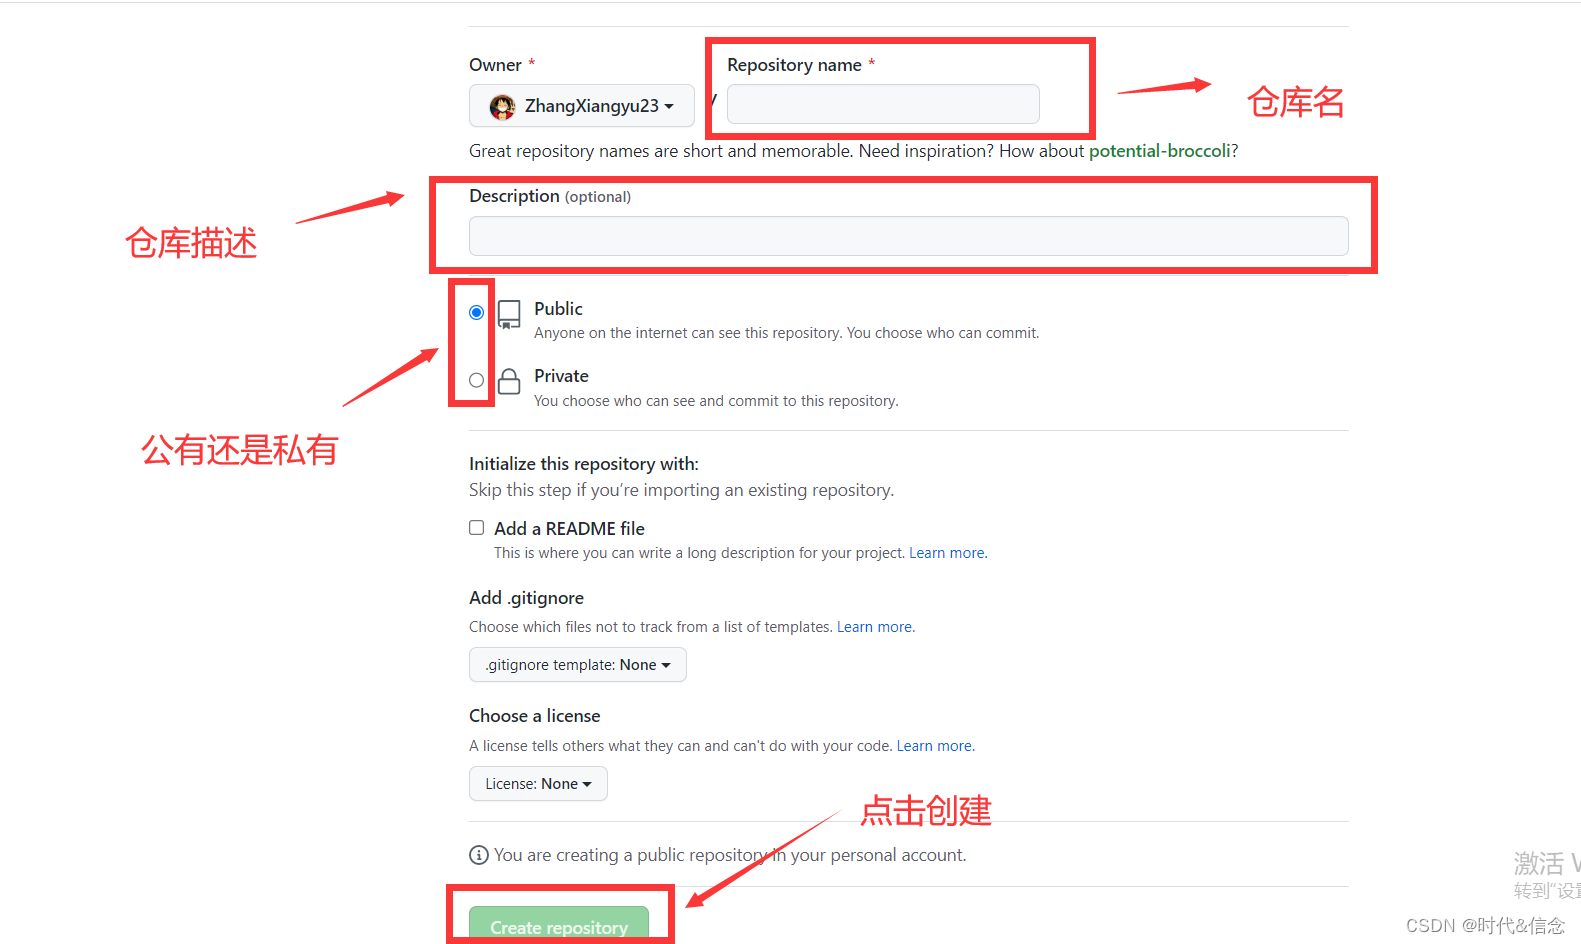 Owner *
Repository name *
ZhangXiangyu23
/
仓库名
Great repository names are short and memorable. Need inspiration? How about potential-broccoli?
Description (optional)
仓库描述
Public
Anyone on the internet can see this repository. You choose who can commit.
Private
You choose who can see and commit to this repository.
公有还是私有
Initialize this repository with:
Skip this step if you’re importing an existing repository.
Add a README file
This is where you can write a long description for your project. Learn more.
Add .gitignore
Choose which files not to track from a list of templates. Learn more.
.gitignore template: None
Choose a license
A license tells others what they can and can't do with your code. Learn more.
License: None
点击创建
You are creating a public repository in your personal account.
激活 W
转到“设置
Create repository
CSDN @时代&信念